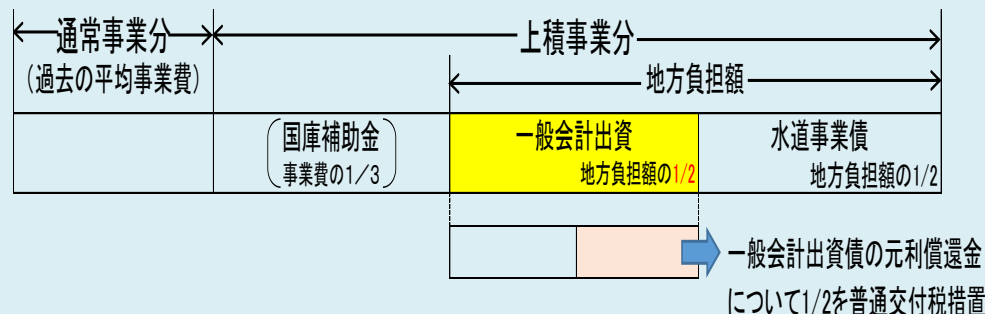 通常事業分
(過去の平均事業費)
上積事業分
地方負担額
国庫補助金
事業費の1/3
一般会計出資
地方負担額の1/2
水道事業債
地方負担額の1/2
一般会計出資債の元利償還金
について1/2を普通交付税措置